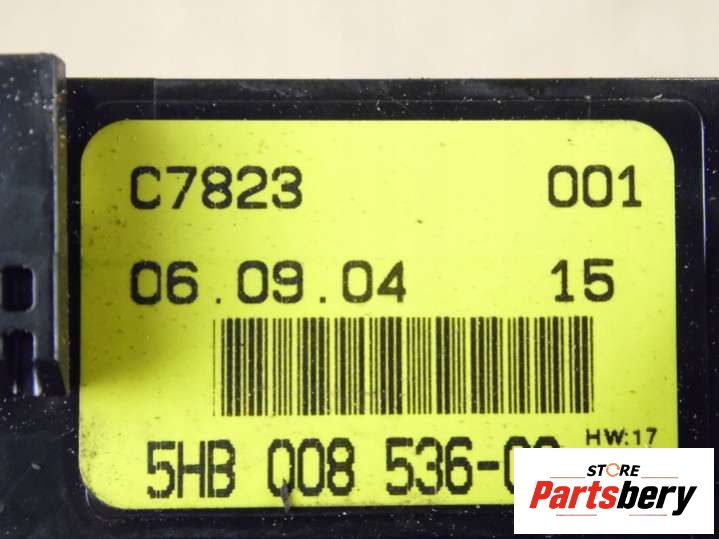 C7823 001
06.09.04 15
HW:17
5HB 008 536-
STORE
Partsbery